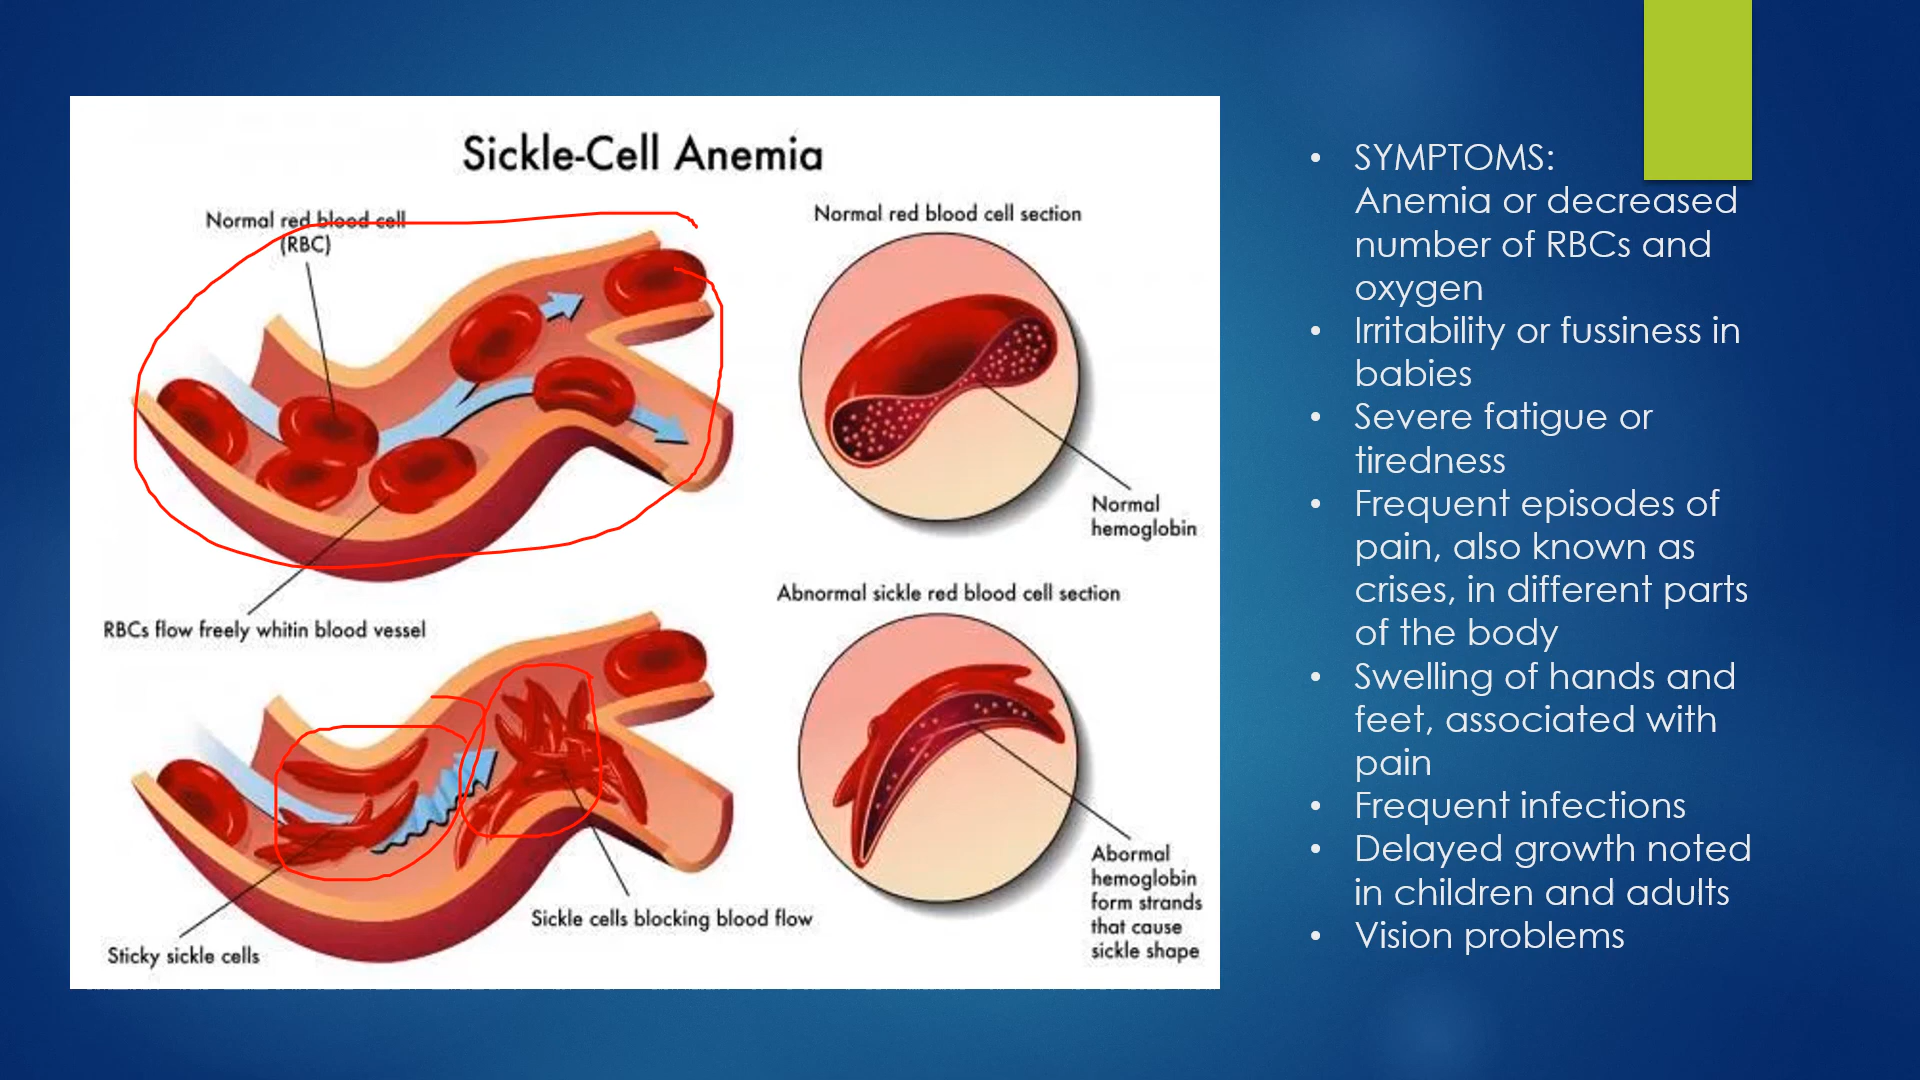 Sickle-Cell Anemia
Normal red blood cell
(RBC)
Normal red blood cell section
Normal
hemoglobin
RBCs flow freely whitin blood vessel
Abnormal sickle red blood cell section
Abormal
hemoglobin
form strands
that cause
sickle shape
Sickle cells blocking blood flow
Sticky sickle cells
• SYMPTOMS:
Anemia or decreased
number of RBCs and
oxygen
• Irritability or fussiness in
babies
• Severe fatigue or
tiredness
• Frequent episodes of
pain, also known as
crises, in different parts
of the body
• Swelling of hands and
feet, associated with
pain
• Frequent infections
• Delayed growth noted
in children and adults
• Vision problems